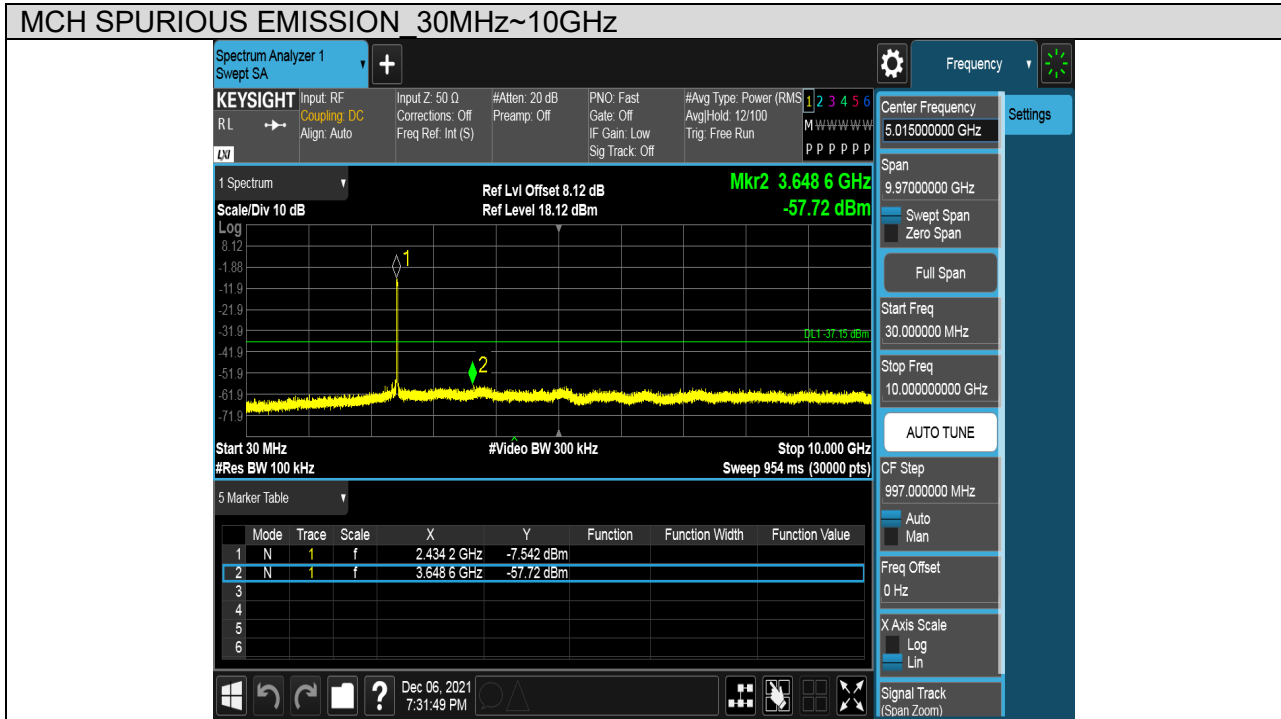 MCH SPURIOUS EMISSION_30MHz~10GHz
Spectrum Analyzer 1
Swept SA
Frequency
KEYSIGHT
RL
LXI
Input: RF
Coupling: DC
Align: Auto
Input Z: 50 Ω
Corrections: Off
Freq Ref: Int (S)
#Atten: 20 dB
Preamp: Off
PNO: Fast
Gate: Off
IF Gain: Low
Sig Track: Off
#Avg Type: Power (RMS
Avg|Hold: 12/100
Trig: Free Run
1 2 3 4 5 6
M W W W W W
P P P P P P
1 Spectrum
Scale/Div 10 dB
Ref Lvl Offset 8.12 dB
Ref Level 18.12 dBm
Mkr2 3.648 6 GHz
-57.72 dBm
Log
8.12
-1.88
-11.9
-21.9
-31.9
-41.9
-51.9
-61.9
-71.9
1
2
DL1 -37.15 dBm
Start 30 MHz #Video BW 300 kHz Stop 10.000 GHz
#Res BW 100 kHz Sweep 954 ms (30000 pts)
5 Marker Table
Mode Trace Scale X Y Function Function Width Function Value
1 N 1 f 2.434 2 GHz -7.542 dBm
2 N 1 f 3.648 6 GHz -57.72 dBm
3
4
5
6
Dec 06, 2021
7:31:49 PM
Center Frequency
5.015000000 GHz
Settings
Span
9.97000000 GHz
Swept Span
Zero Span
Full Span
Start Freq
30.000000 MHz
Stop Freq
10.000000000 GHz
AUTO TUNE
CF Step
997.000000 MHz
Auto
Man
Freq Offset
0 Hz
X Axis Scale
Log
Lin
Signal Track
(Span Zoom)